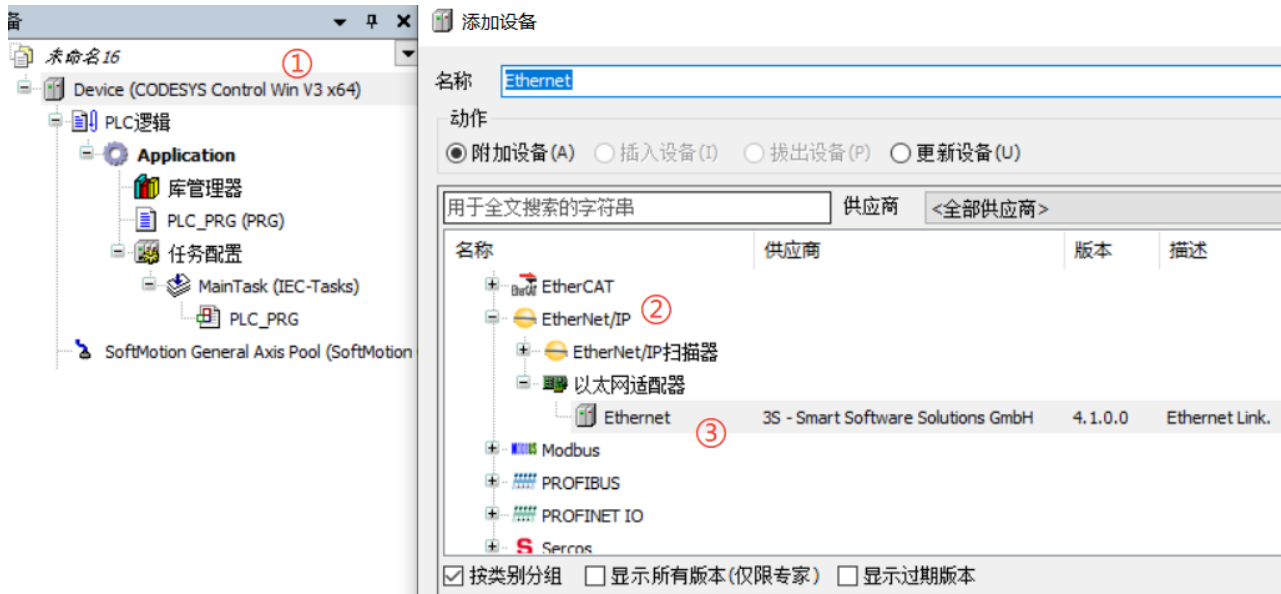 备
未命名16
①
Device (CODESYS Control Win V3 x64)
PLC逻辑
Application
库管理器
PLC_PRG (PRG)
任务配置
MainTask (IEC-Tasks)
PLC_PRG
SoftMotion General Axis Pool (SoftMotion
添加设备
名称 Ethernet
动作
附加设备(A) 插入设备(I) 拔出设备(P) 更新设备(U)
用于全文搜索的字符串 供应商 <全部供应商>
名称 供应商 版本 描述
EtherCAT
EtherNet/IP ②
EtherNet/IP扫描器
以太网适配器
Ethernet 3S - Smart Software Solutions GmbH 4.1.0.0 Ethernet Link.
③
Modbus
PROFIBUS
PROFINET IO
Sercos
按类别分组 显示所有版本(仅限专家) 显示过期版本